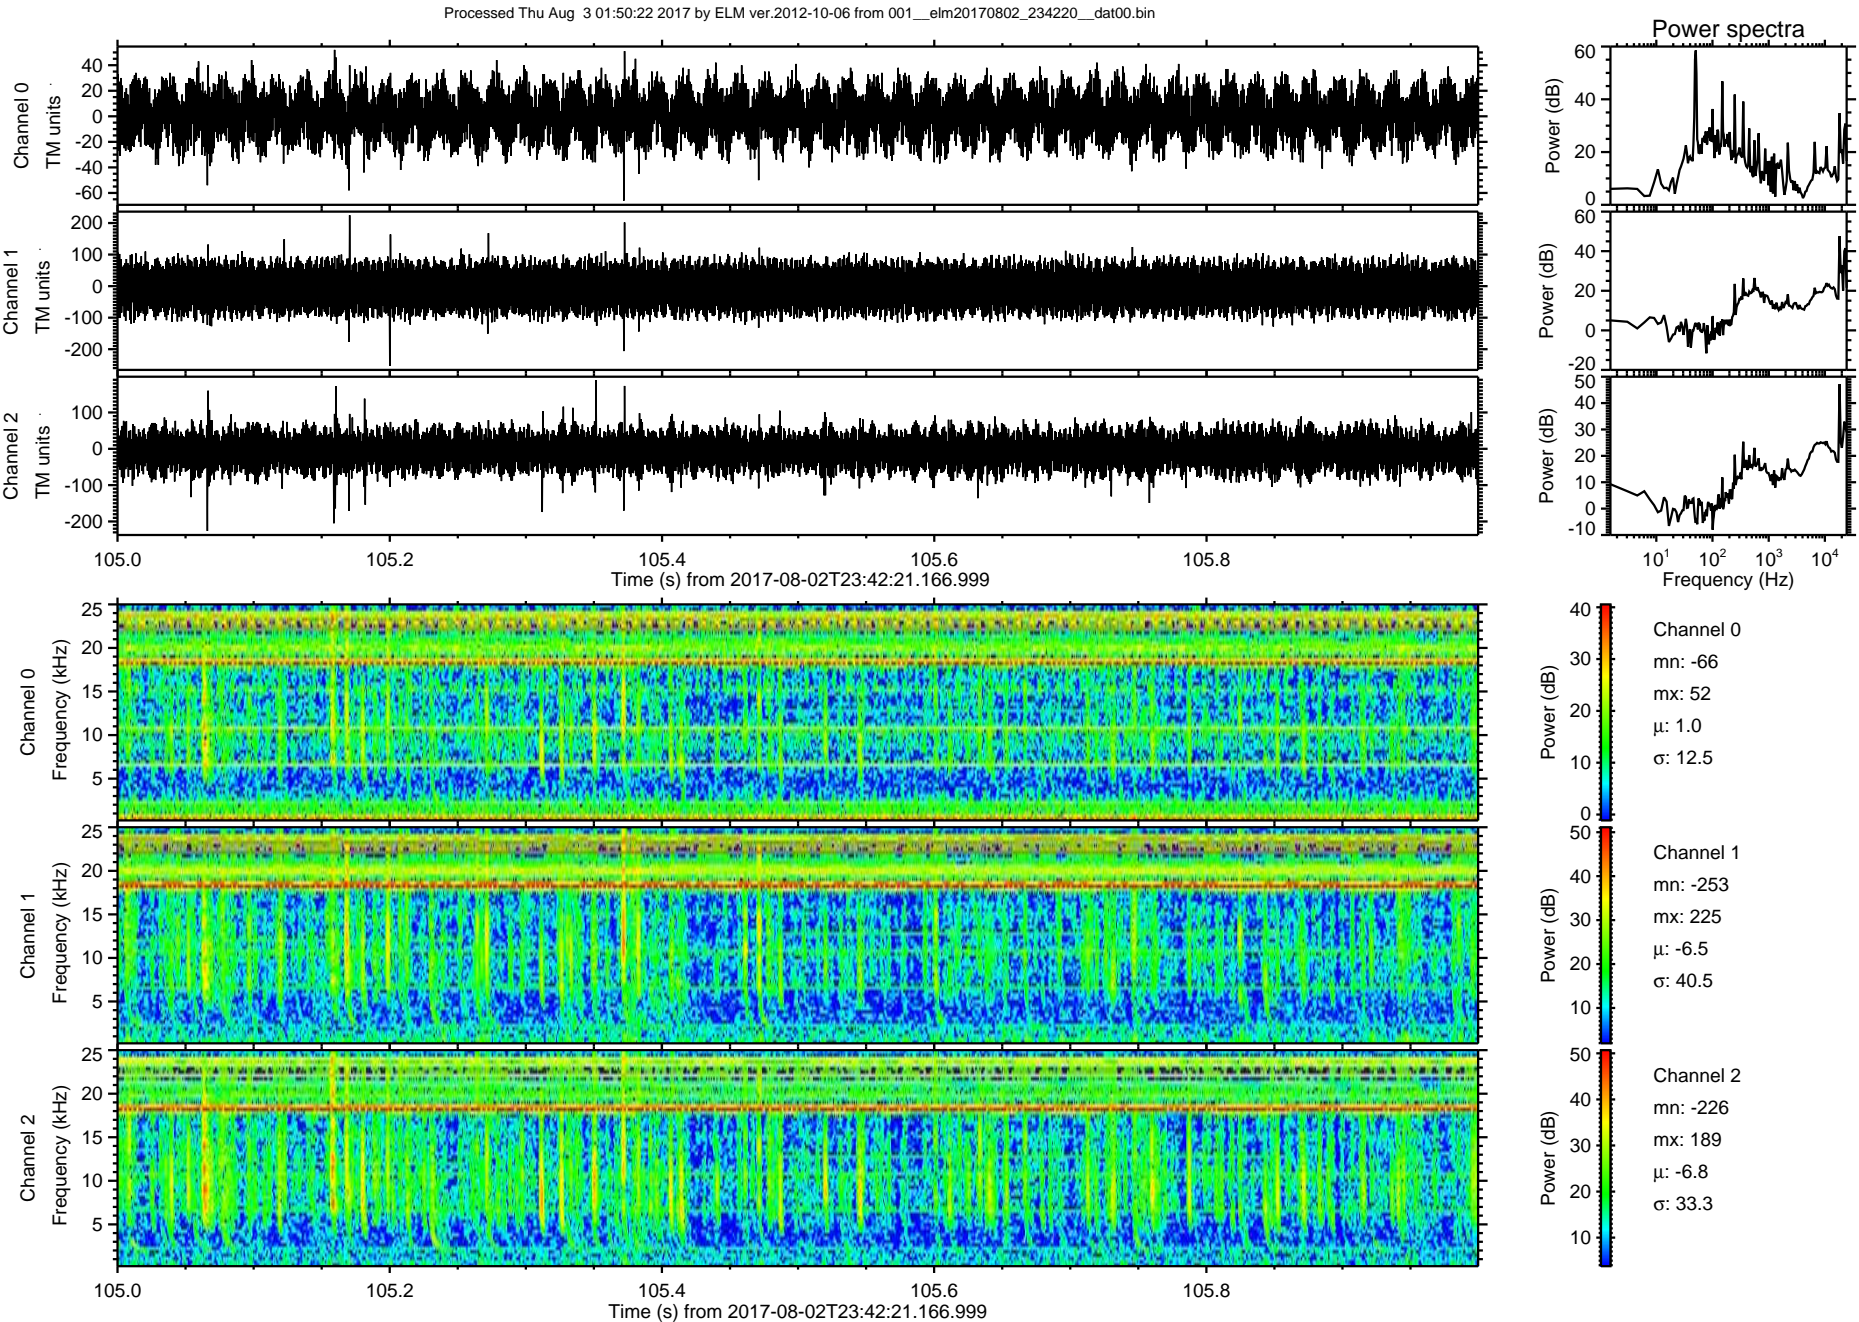 Processed Thu Aug  3 01:50:22 2017 by ELM ver.2012-10-06 from 001__elm20170802_234220__dat00.bin
Power spectra
Channel 0
TM units
40
20
0
-20
-40
-60
Power (dB)
60
40
20
0
Channel 1
TM units
200
100
0
-100
-200
Power (dB)
60
40
20
0
-20
Channel 2
TM units
100
0
-100
-200
Power (dB)
50
40
30
20
10
0
-10
105.0 105.2 105.4 105.6 105.8
Time (s) from 2017-08-02T23:42:21.166.999
10¹ 10² 10³ 10⁴
Frequency (Hz)
Channel 0
Frequency (kHz)
25
20
15
10
5
Power (dB)
40
30
20
10
0
Channel 0
mn: -66
mx: 52
μ: 1.0
σ: 12.5
Channel 1
Frequency (kHz)
25
20
15
10
5
Power (dB)
50
40
30
20
10
Channel 1
mn: -253
mx: 225
μ: -6.5
σ: 40.5
Channel 2
Frequency (kHz)
25
20
15
10
5
Power (dB)
50
40
30
20
10
Channel 2
mn: -226
mx: 189
μ: -6.8
σ: 33.3
105.0 105.2 105.4 105.6 105.8
Time (s) from 2017-08-02T23:42:21.166.999